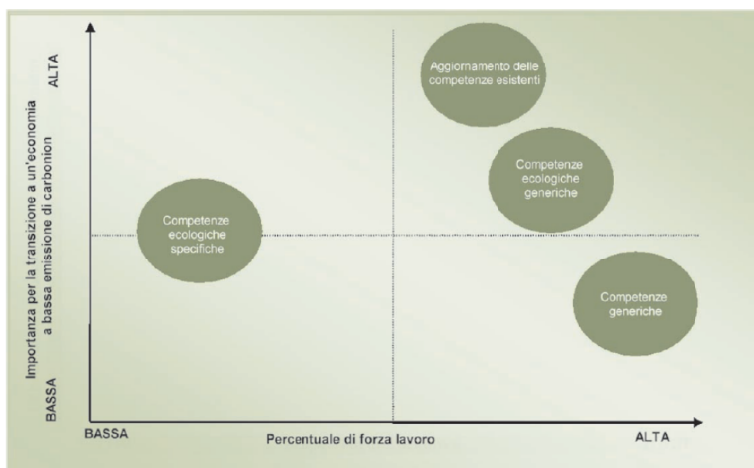 ALTA
Importanza per la transizione a un'economia
a bassa emissione di carbonion
BASSA
Aggiornamento delle
competenze esistenti
Competenze
ecologiche
generiche
Competenze
ecologiche
specifiche
Competenze
generiche
BASSA
Percentuale di forza lavoro
ALTA